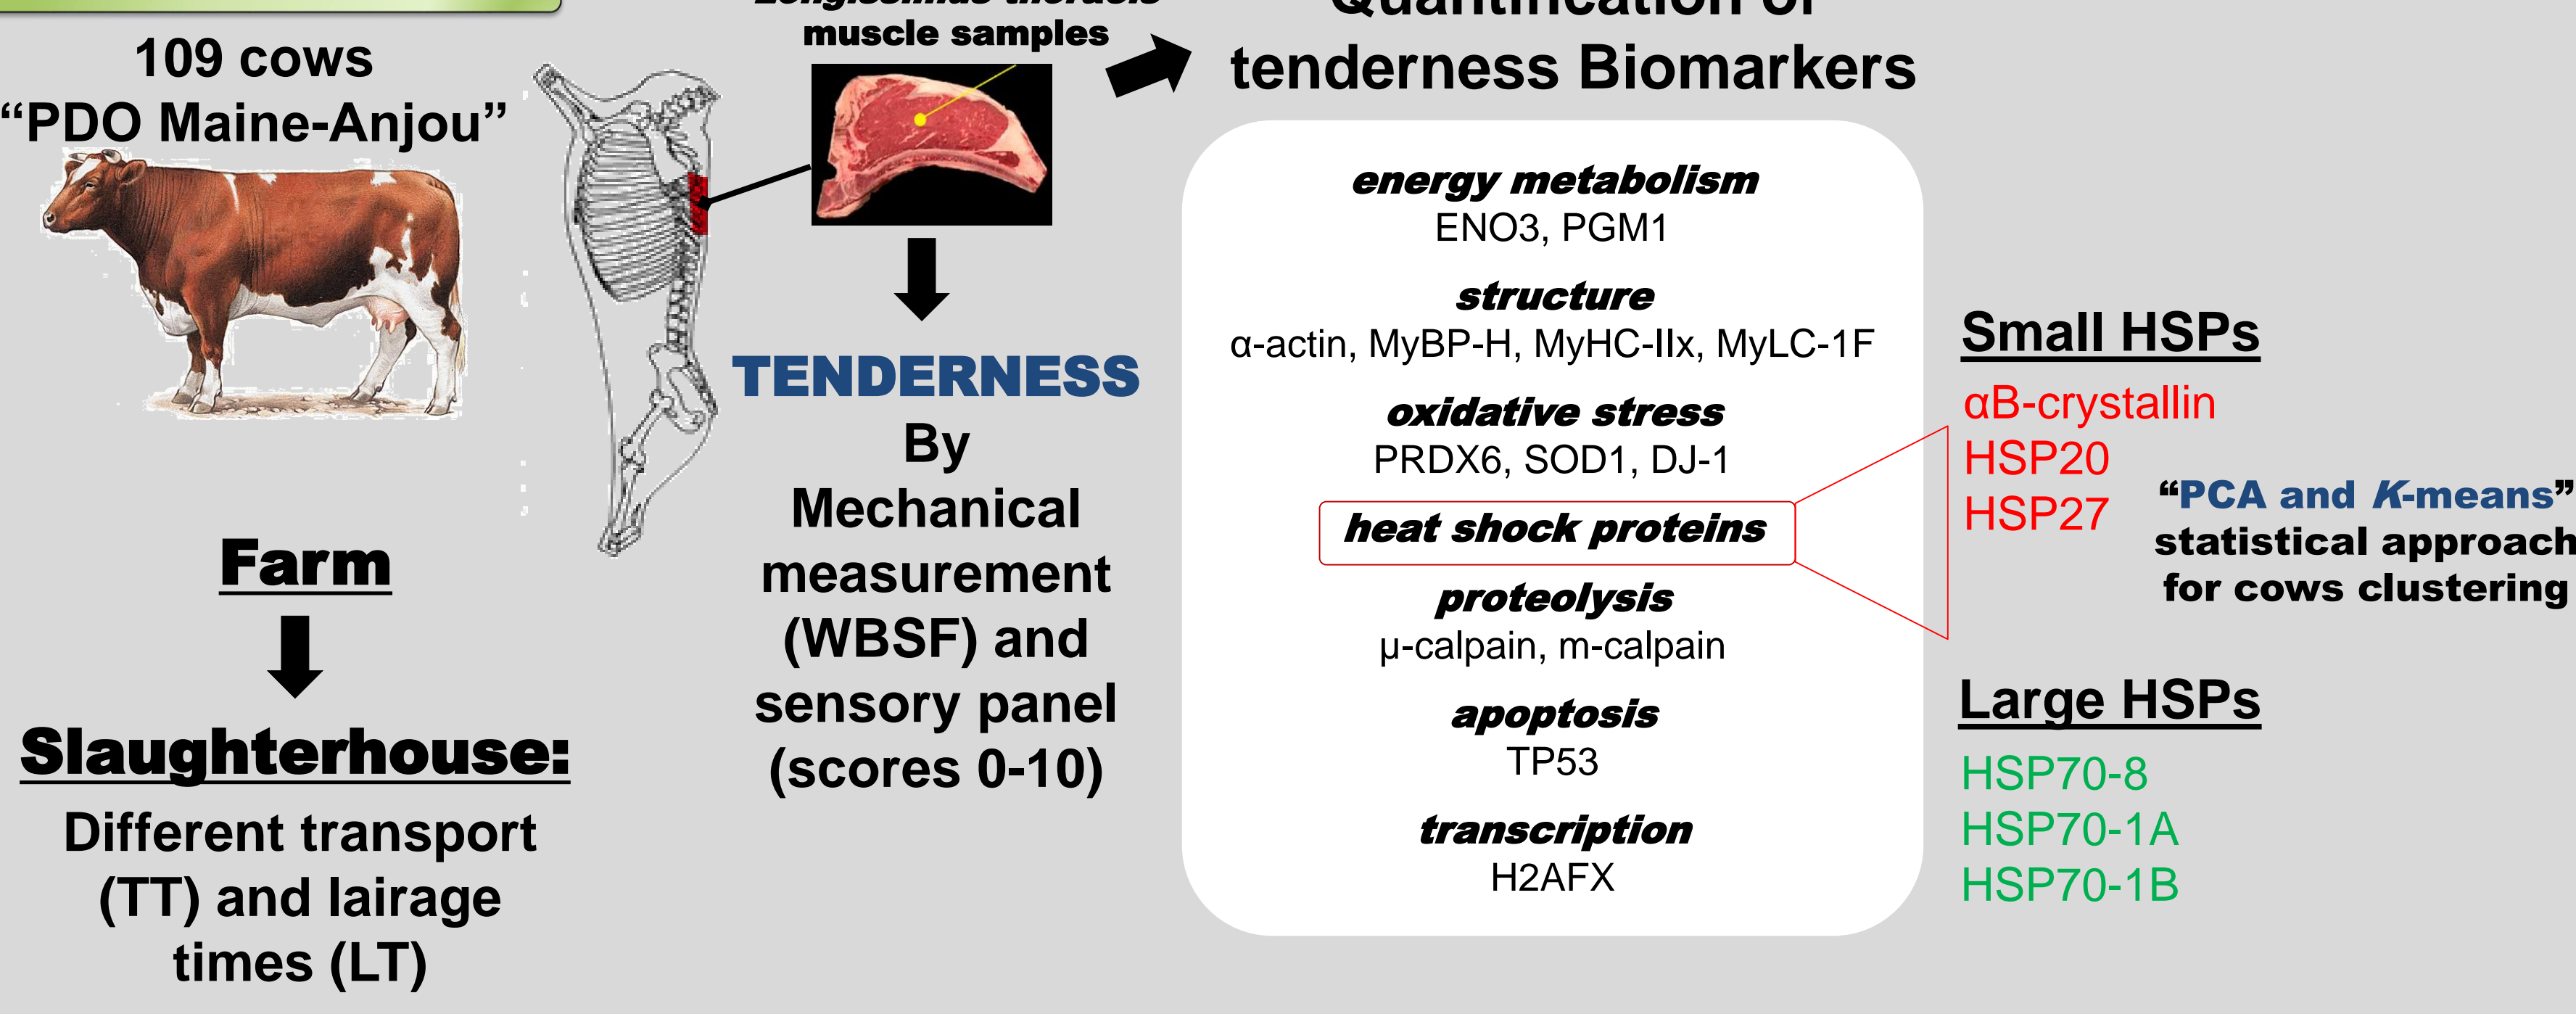 109 cows
“PDO Maine-Anjou”
Farm
Slaughterhouse:
Different transport
(TT) and lairage
times (LT)
Longissimus thoracis
muscle samples
TENDERNESS
By
Mechanical
measurement
(WBSF) and
sensory panel
(scores 0-10)
Quantification of
tenderness Biomarkers
energy metabolism
ENO3, PGM1
structure
α-actin, MyBP-H, MyHC-IIx, MyLC-1F
oxidative stress
PRDX6, SOD1, DJ-1
heat shock proteins
proteolysis
µ-calpain, m-calpain
apoptosis
TP53
transcription
H2AFX
Small HSPs
αB-crystallin
HSP20
HSP27
“PCA and K-means”
statistical approach
for cows clustering
Large HSPs
HSP70-8
HSP70-1A
HSP70-1B